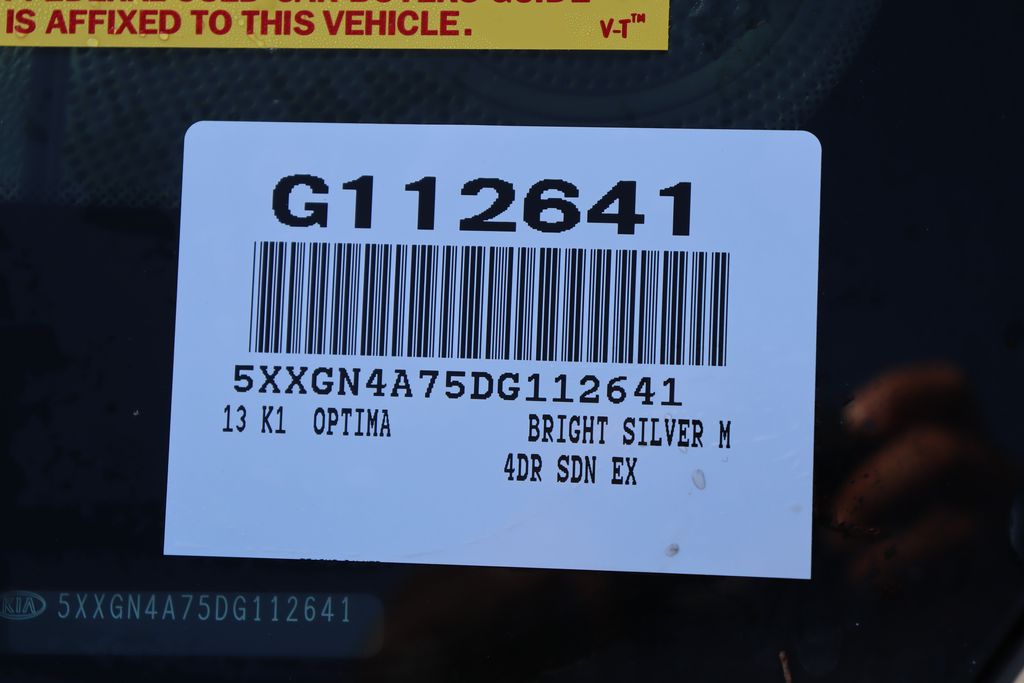 IS AFFIXED TO THIS VEHICLE.
V-T™
G112641
5XXGN4A75DG112641
13 K1 OPTIMA BRIGHT SILVER M
4DR SDN EX
KIA 5XXGN4A75DG112641